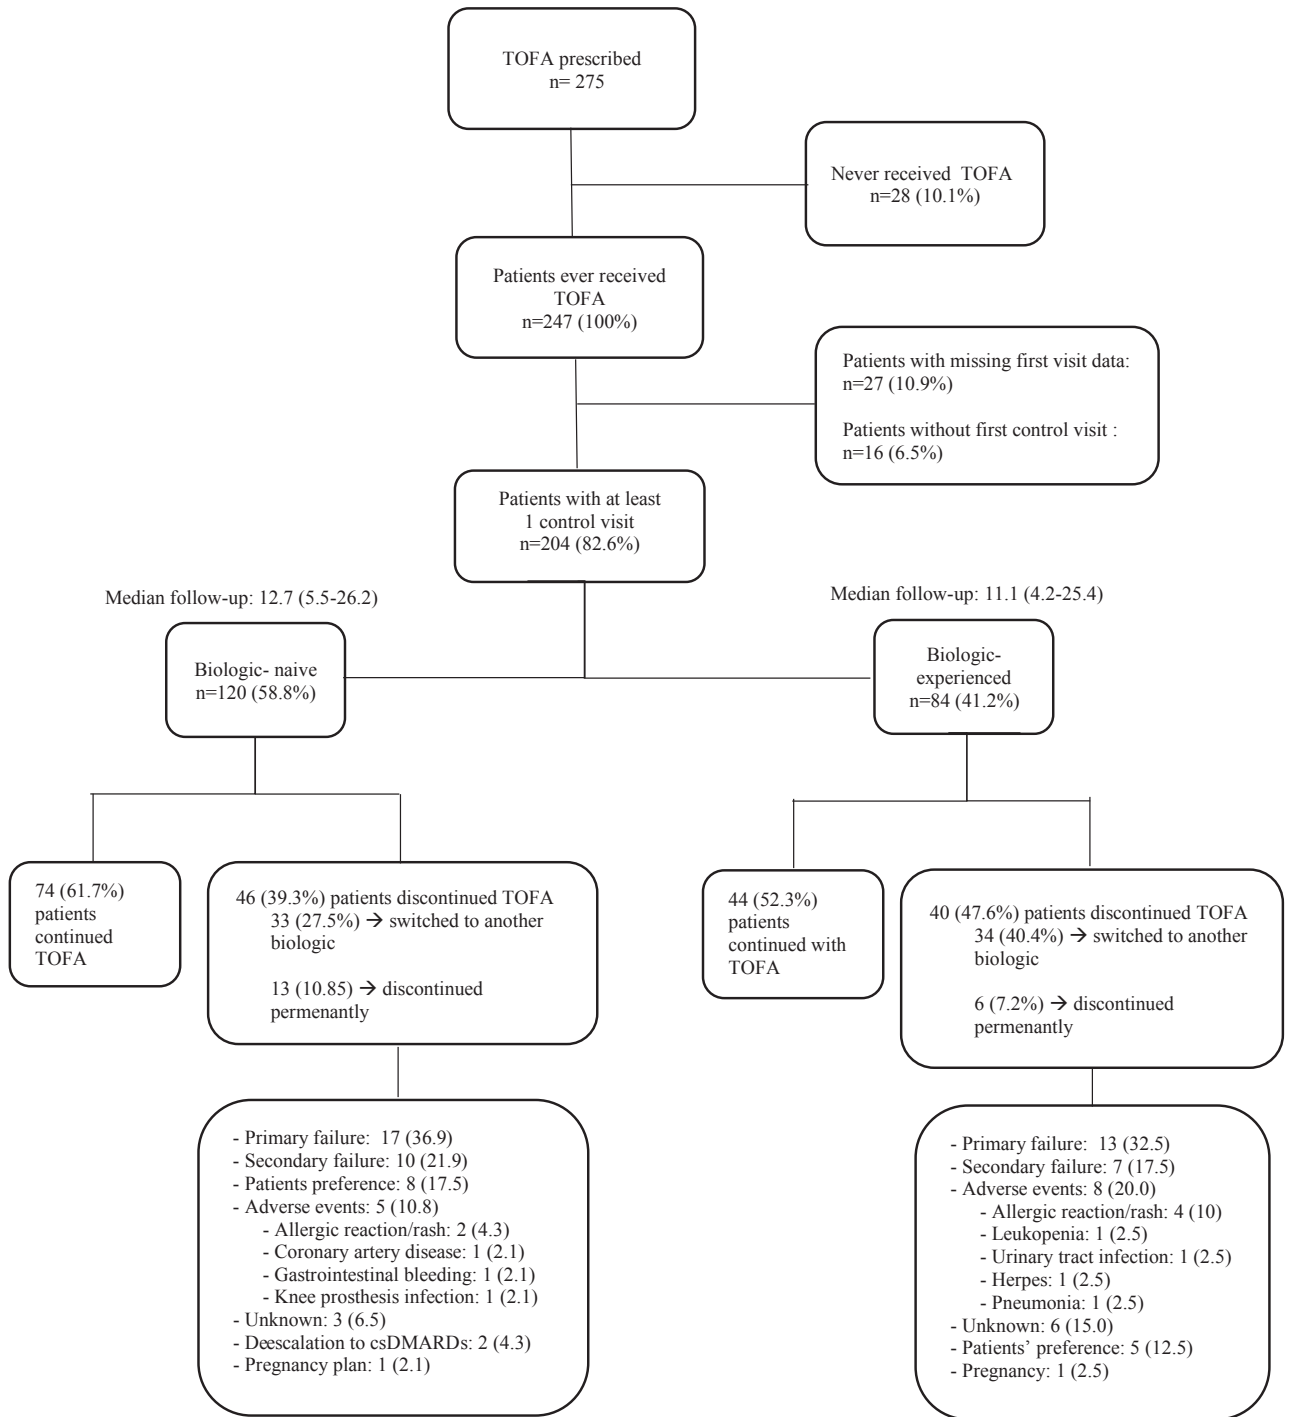 TOFA prescribed
n= 275
Never received TOFA
n=28 (10.1%)
Patients ever received
TOFA
n=247 (100%)
Patients with missing first visit data:
n=27 (10.9%)
Patients without first control visit :
n=16 (6.5%)
Patients with at least
1 control visit
n=204 (82.6%)
Median follow-up: 12.7 (5.5-26.2)
Median follow-up: 11.1 (4.2-25.4)
Biologic- naive
n=120 (58.8%)
Biologic-
experienced
n=84 (41.2%)
74 (61.7%)
patients
continued
TOFA
46 (39.3%) patients discontinued TOFA
33 (27.5%) → switched to another
biologic
13 (10.85) → discontinued
permenantly
44 (52.3%)
patients
continued with
TOFA
40 (47.6%) patients discontinued TOFA
34 (40.4%) → switched to another
biologic
6 (7.2%) → discontinued
permenantly
- Primary failure: 17 (36.9)
- Secondary failure: 10 (21.9)
- Patients preference: 8 (17.5)
- Adverse events: 5 (10.8)
- Allergic reaction/rash: 2 (4.3)
- Coronary artery disease: 1 (2.1)
- Gastrointestinal bleeding: 1 (2.1)
- Knee prosthesis infection: 1 (2.1)
- Unknown: 3 (6.5)
- Deescalation to csDMARDs: 2 (4.3)
- Pregnancy plan: 1 (2.1)
- Primary failure: 13 (32.5)
- Secondary failure: 7 (17.5)
- Adverse events: 8 (20.0)
- Allergic reaction/rash: 4 (10)
- Leukopenia: 1 (2.5)
- Urinary tract infection: 1 (2.5)
- Herpes: 1 (2.5)
- Pneumonia: 1 (2.5)
- Unknown: 6 (15.0)
- Patients’ preference: 5 (12.5)
- Pregnancy: 1 (2.5)